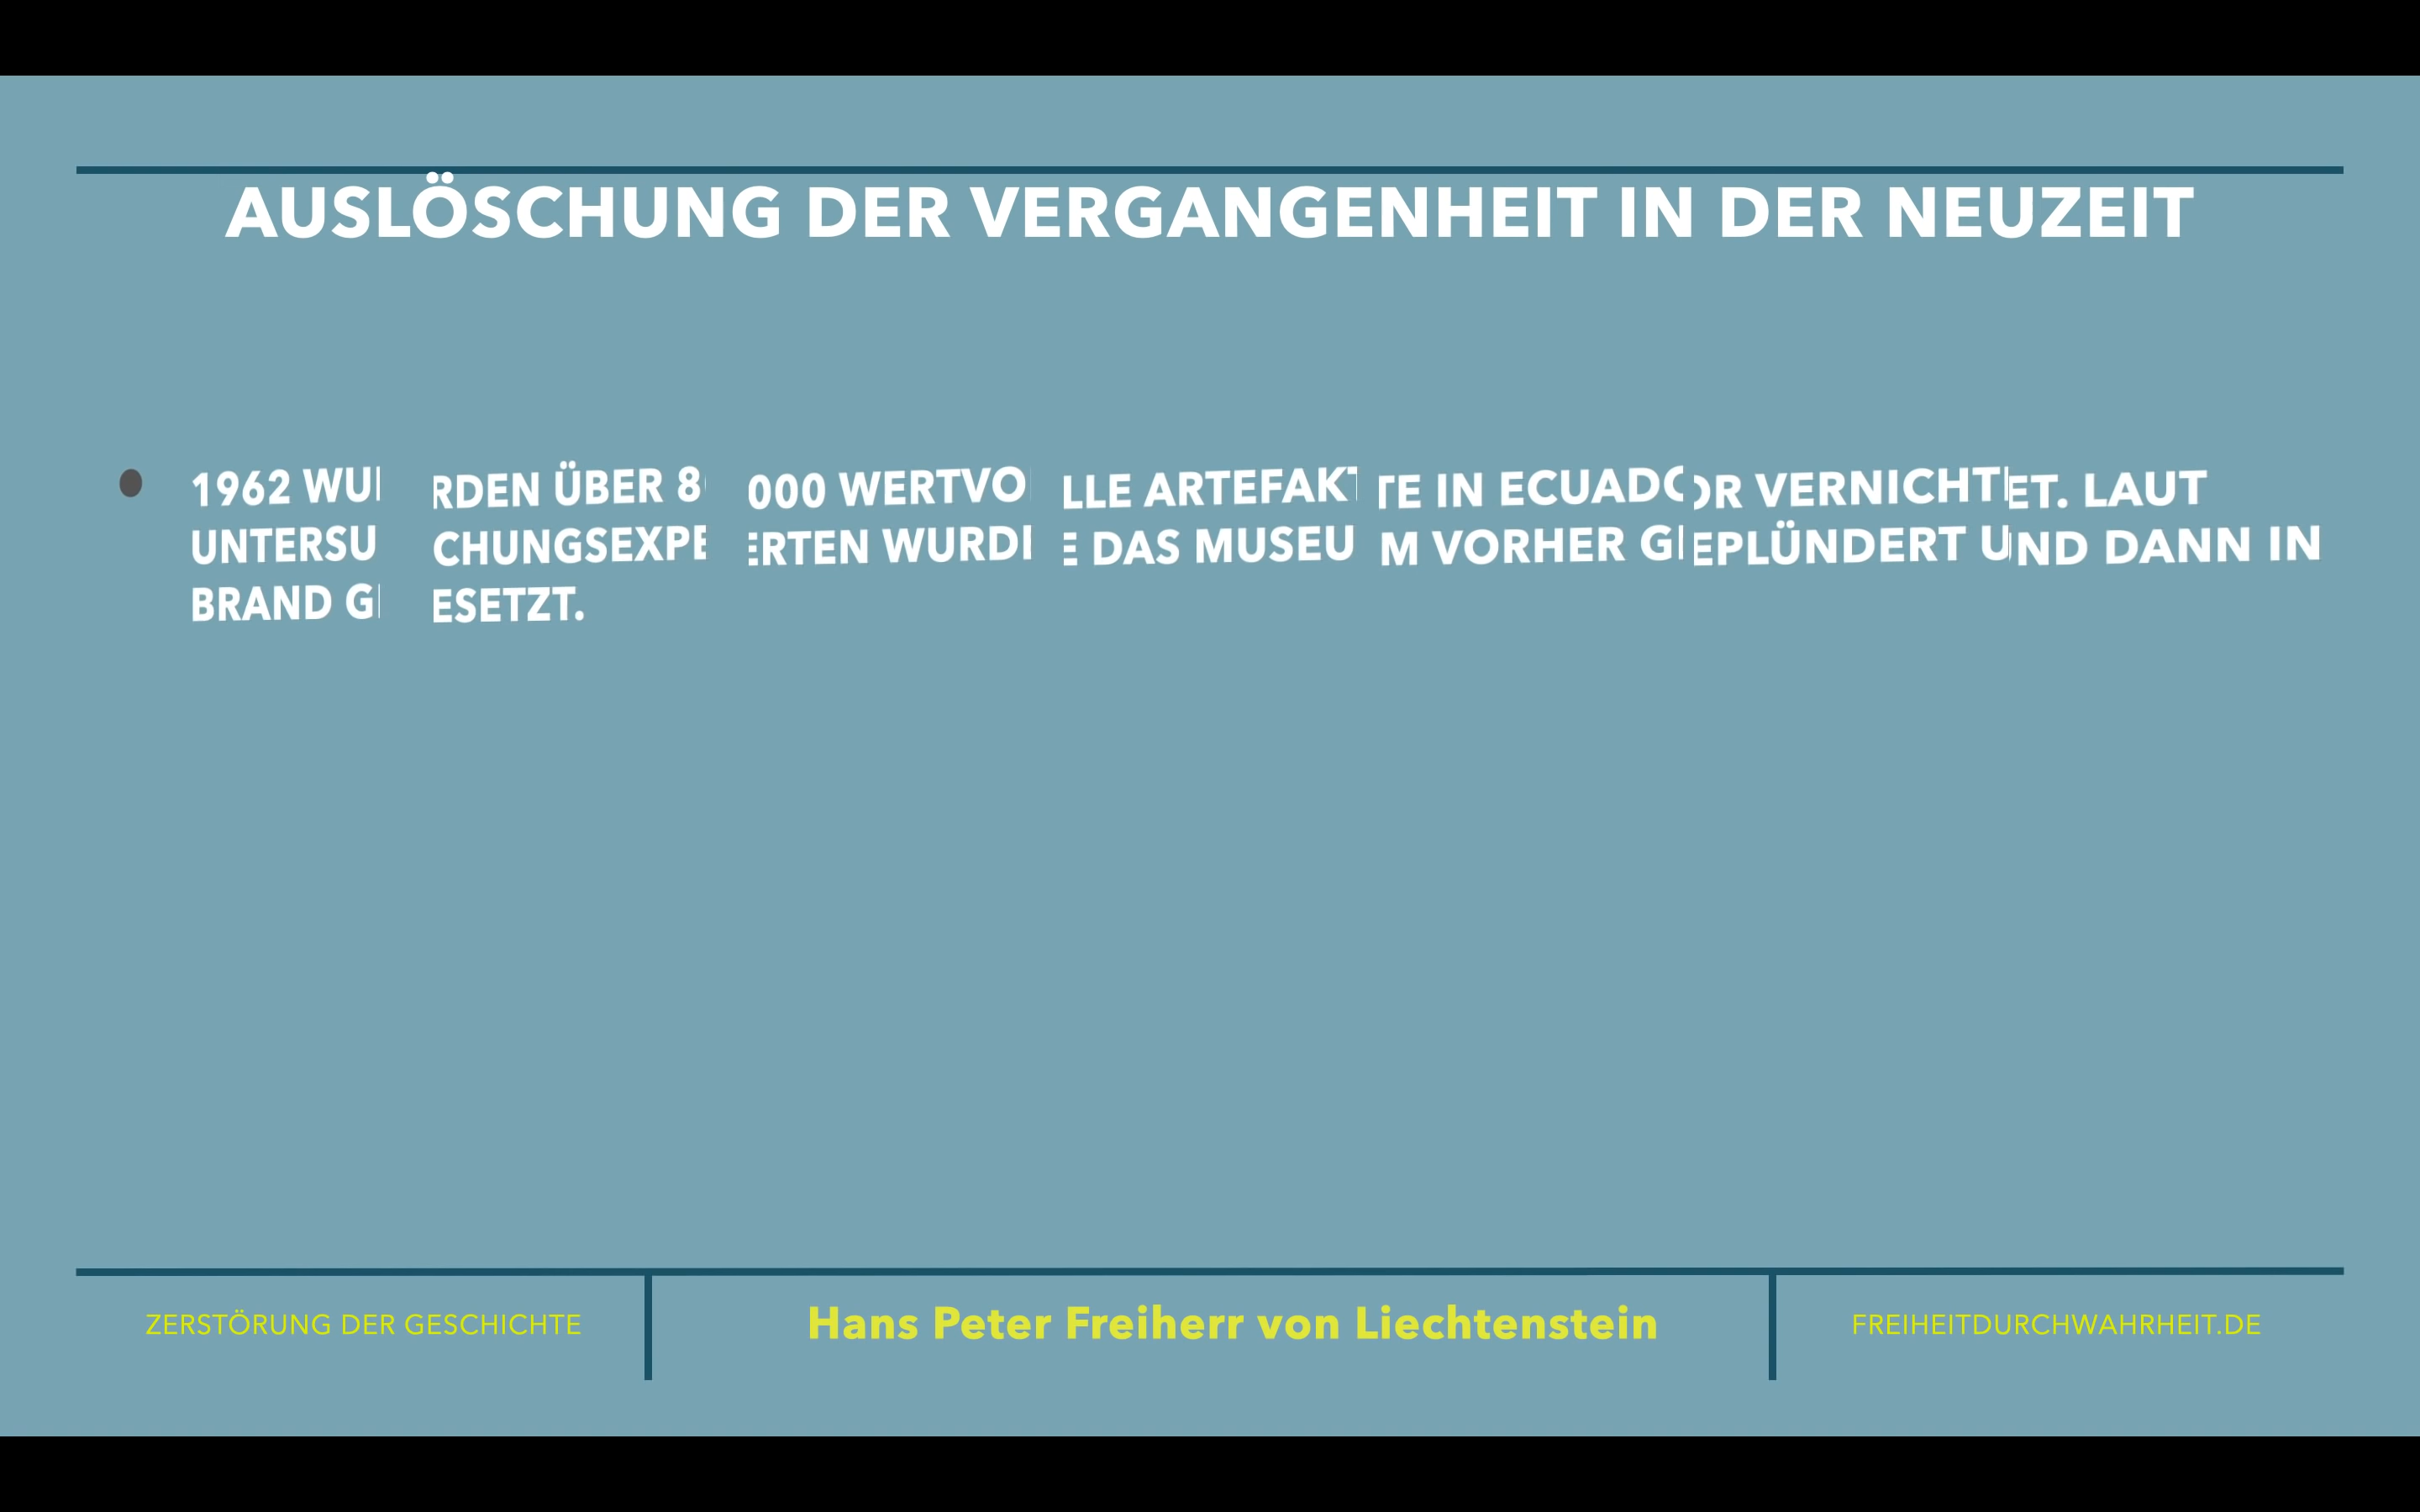 AUSLÖSCHUNG DER VERGANGENHEIT IN DER NEUZEIT
1962 WURDEN ÜBER 8000 WERTVOLLE ARTEFAKTE IN ECUADOR VERNICHTET. LAUT
UNTERSUCHUNGSEXPERTEN WURDE DAS MUSEUM VORHER GEPLÜNDERT UND DANN IN
BRAND GESETZT.
ZERSTÖRUNG DER GESCHICHTE
Hans Peter Freiherr von Liechtenstein
FREIHEITDURCHWAHRHEIT.DE